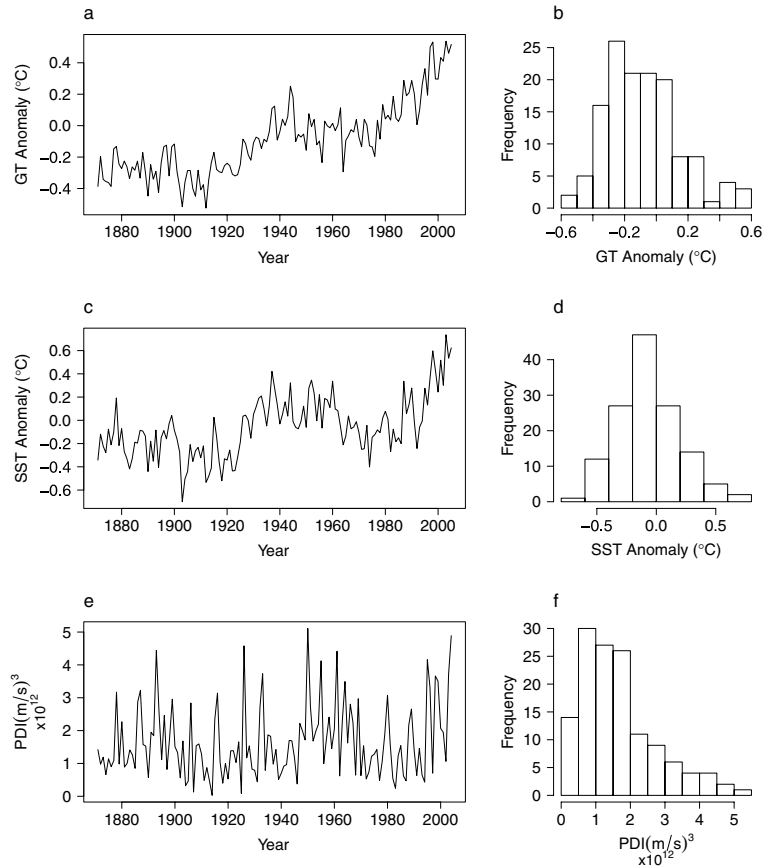 a
GT Anomaly (°C)
0.4
0.2
0.0
−0.2
−0.4
1880 1900 1920 1940 1960 1980 2000
Year
b
Frequency
25
20
15
10
5
0
−0.6 −0.2 0.2 0.6
GT Anomaly (°C)
c
SST Anomaly (°C)
0.6
0.4
0.2
0.0
−0.2
−0.4
−0.6
1880 1900 1920 1940 1960 1980 2000
Year
d
Frequency
40
30
20
10
0
−0.5 0.0 0.5
SST Anomaly (°C)
e
PDI(m/s)³
x10¹²
5
4
3
2
1
0
1880 1900 1920 1940 1960 1980 2000
Year
f
Frequency
30
25
20
15
10
5
0
0 1 2 3 4 5
PDI(m/s)³
x10¹²